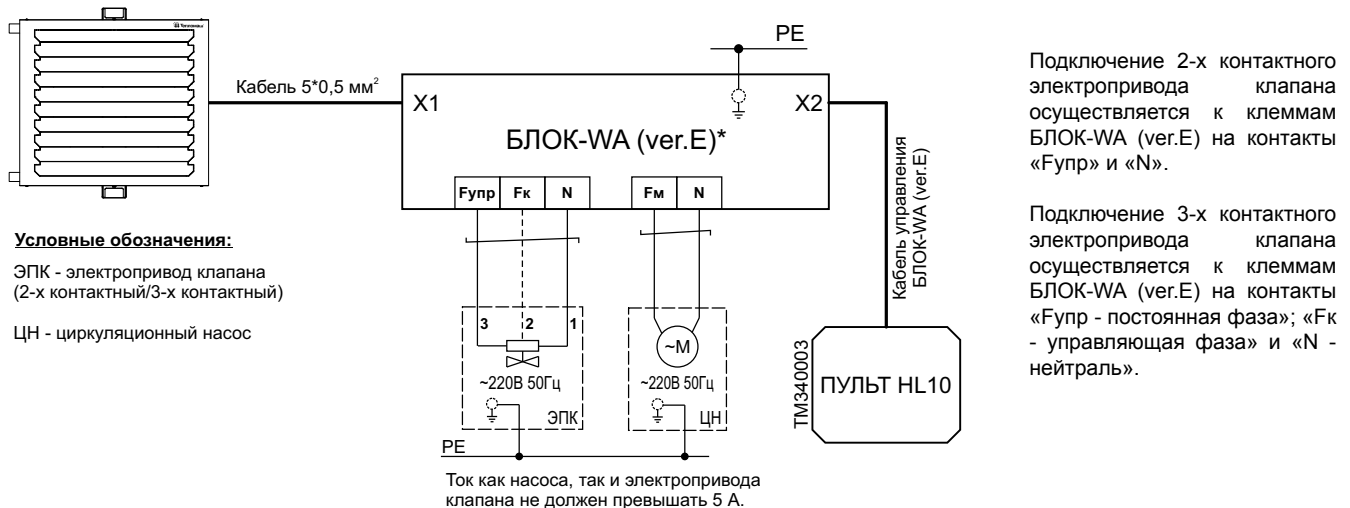 Тепломаш
Кабель 5*0,5 мм²
PE
X1
X2
БЛОК-WA (ver.E)*
Fупр
Fк
N
Fм
N
Кабель управления
БЛОК-WA (ver.E)
Условные обозначения:
ЭПК - электропривод клапана
(2-х контактный/3-х контактный)
ЦН - циркуляционный насос
3
2
1
~220В 50Гц
ЭПК
~М
~220В 50Гц
ЦН
PE
Ток как насоса, так и электропривода
клапана не должен превышать 5 А.
ТМ340003
ПУЛЬТ HL10
Подключение 2-х контактного
электропривода клапана
осуществляется к клеммам
БЛОК-WA (ver.E) на контакты
«Fупр» и «N».
Подключение 3-х контактного
электропривода клапана
осуществляется к клеммам
БЛОК-WA (ver.E) на контакты
«Fупр - постоянная фаза»; «Fк
- управляющая фаза» и «N -
нейтраль».